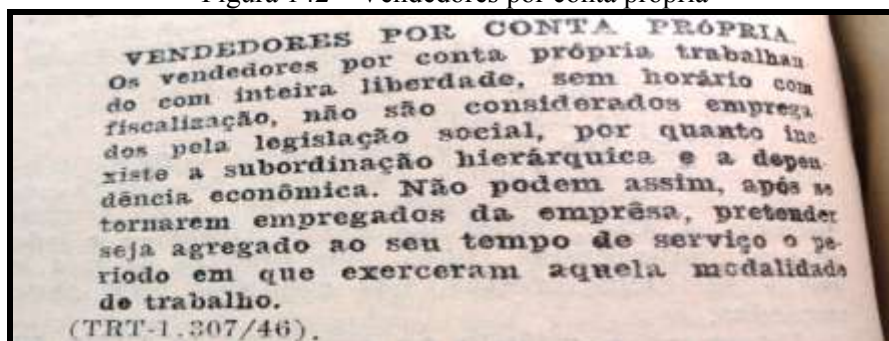 Figura 142 – Vendedores por conta própria
VENDEDORES POR CONTA PRÓPRIA
Os vendedores por conta própria trabalhan
do com inteira liberdade, sem horário com
fiscalização, não são considerados emprega
dos pela legislação social, por quanto ine
xiste a subordinação hierárquica e a depen
dência econômica. Não podem assim, após se
tornarem empregados da emprêsa, pretender
seja agregado ao seu tempo de serviço o pe-
ríodo em que exerceram aquela modalidade
de trabalho.
(TRT-1.307/46).